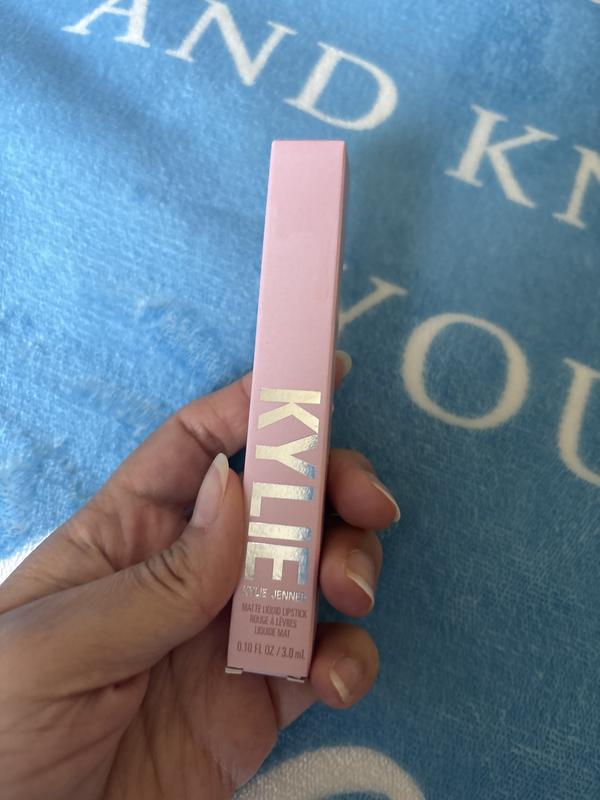 AND KN
YOU
KYLIE
KYLIE JENNER
MATTE LIQUID LIPSTICK
ROUGE À LÈVRES
LIQUIDE MAT
0.10 FL OZ / 3.0 mL